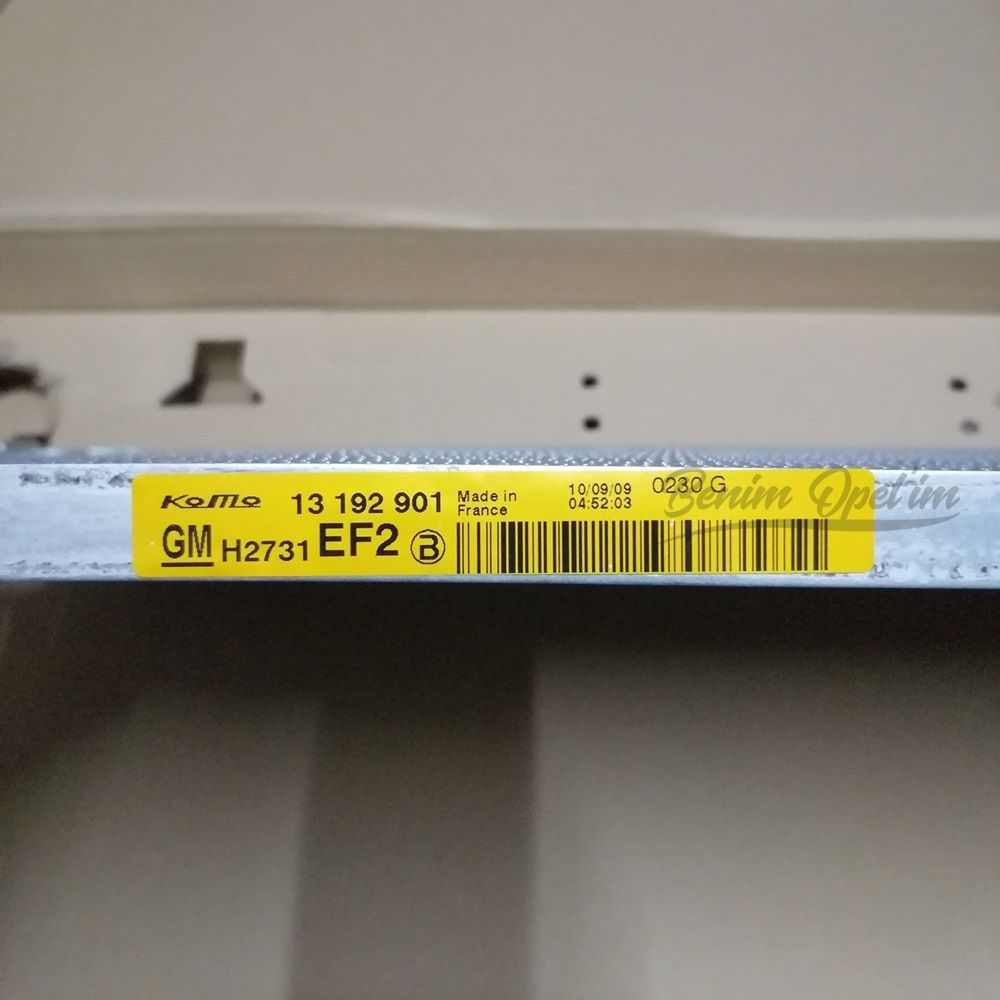 KoMo 13 192 901 Made in France 10/09/09 04:52:03 0230 G
GM H2731 EF2 B
Benim Opel'im